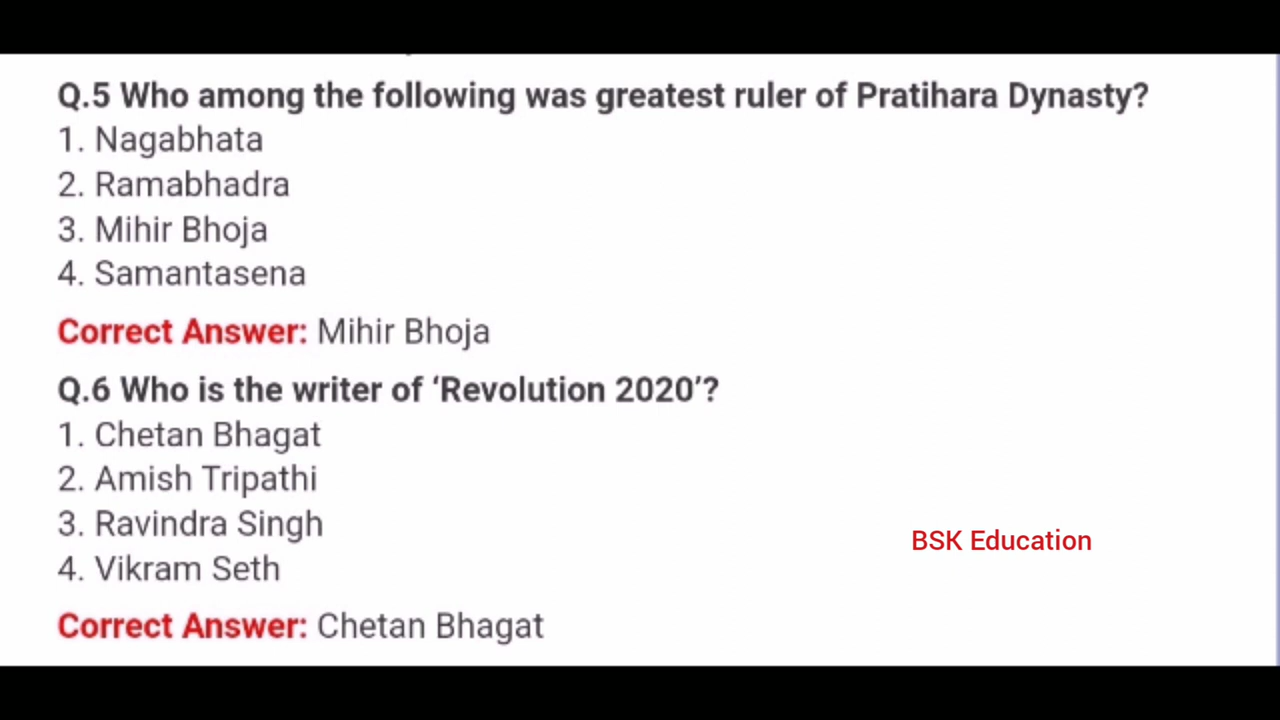 Q.5 Who among the following was greatest ruler of Pratihara Dynasty?
1. Nagabhata
2. Ramabhadra
3. Mihir Bhoja
4. Samantasena
Correct Answer: Mihir Bhoja
Q.6 Who is the writer of ‘Revolution 2020’?
1. Chetan Bhagat
2. Amish Tripathi
3. Ravindra Singh
BSK Education
4. Vikram Seth
Correct Answer: Chetan Bhagat